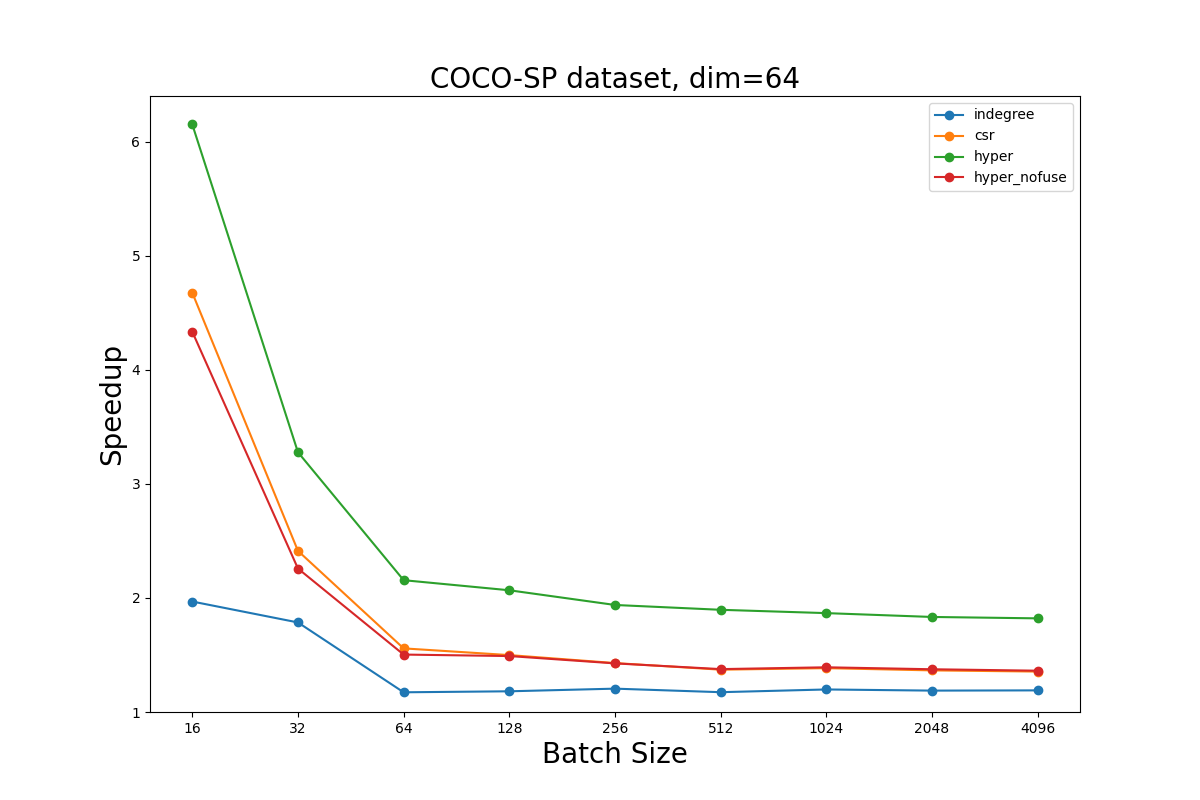 COCO-SP dataset, dim=64
indegree
csr
hyper
hyper_nofuse
Speedup
6
5
4
3
2
1
16 32 64 128 256 512 1024 2048 4096
Batch Size